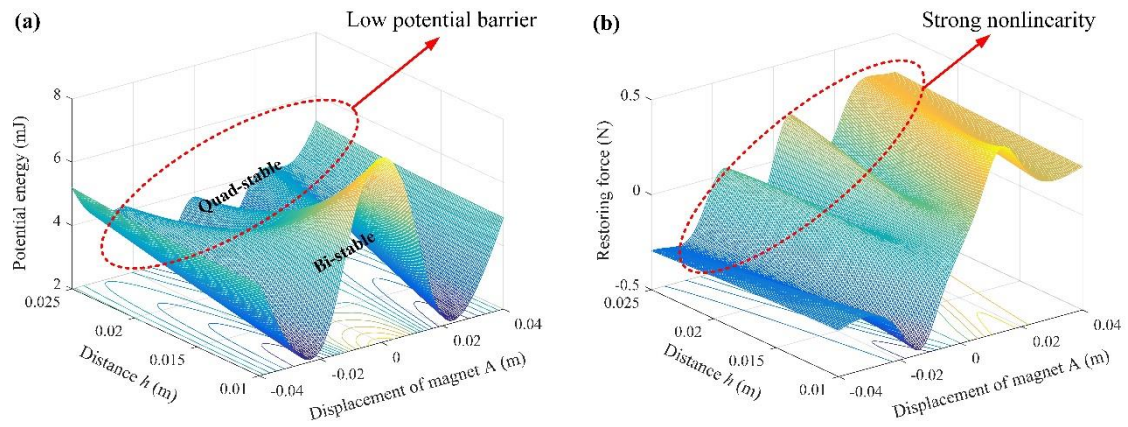 (a)
Low potential barrier
Potential energy (mJ)
8
6
4
2
Quad-stable
Bi-stable
0.025
0.02
0.015
0.01
Distance h (m)
-0.04
-0.02
0
0.02
0.04
Displacement of magnet A (m)
(b)
Strong nonlincarity
Restoring force (N)
0.5
0
-0.5
0.025
0.02
0.015
0.01
Distance h (m)
-0.04
-0.02
0
0.02
0.04
Displacement of magnet A (m)